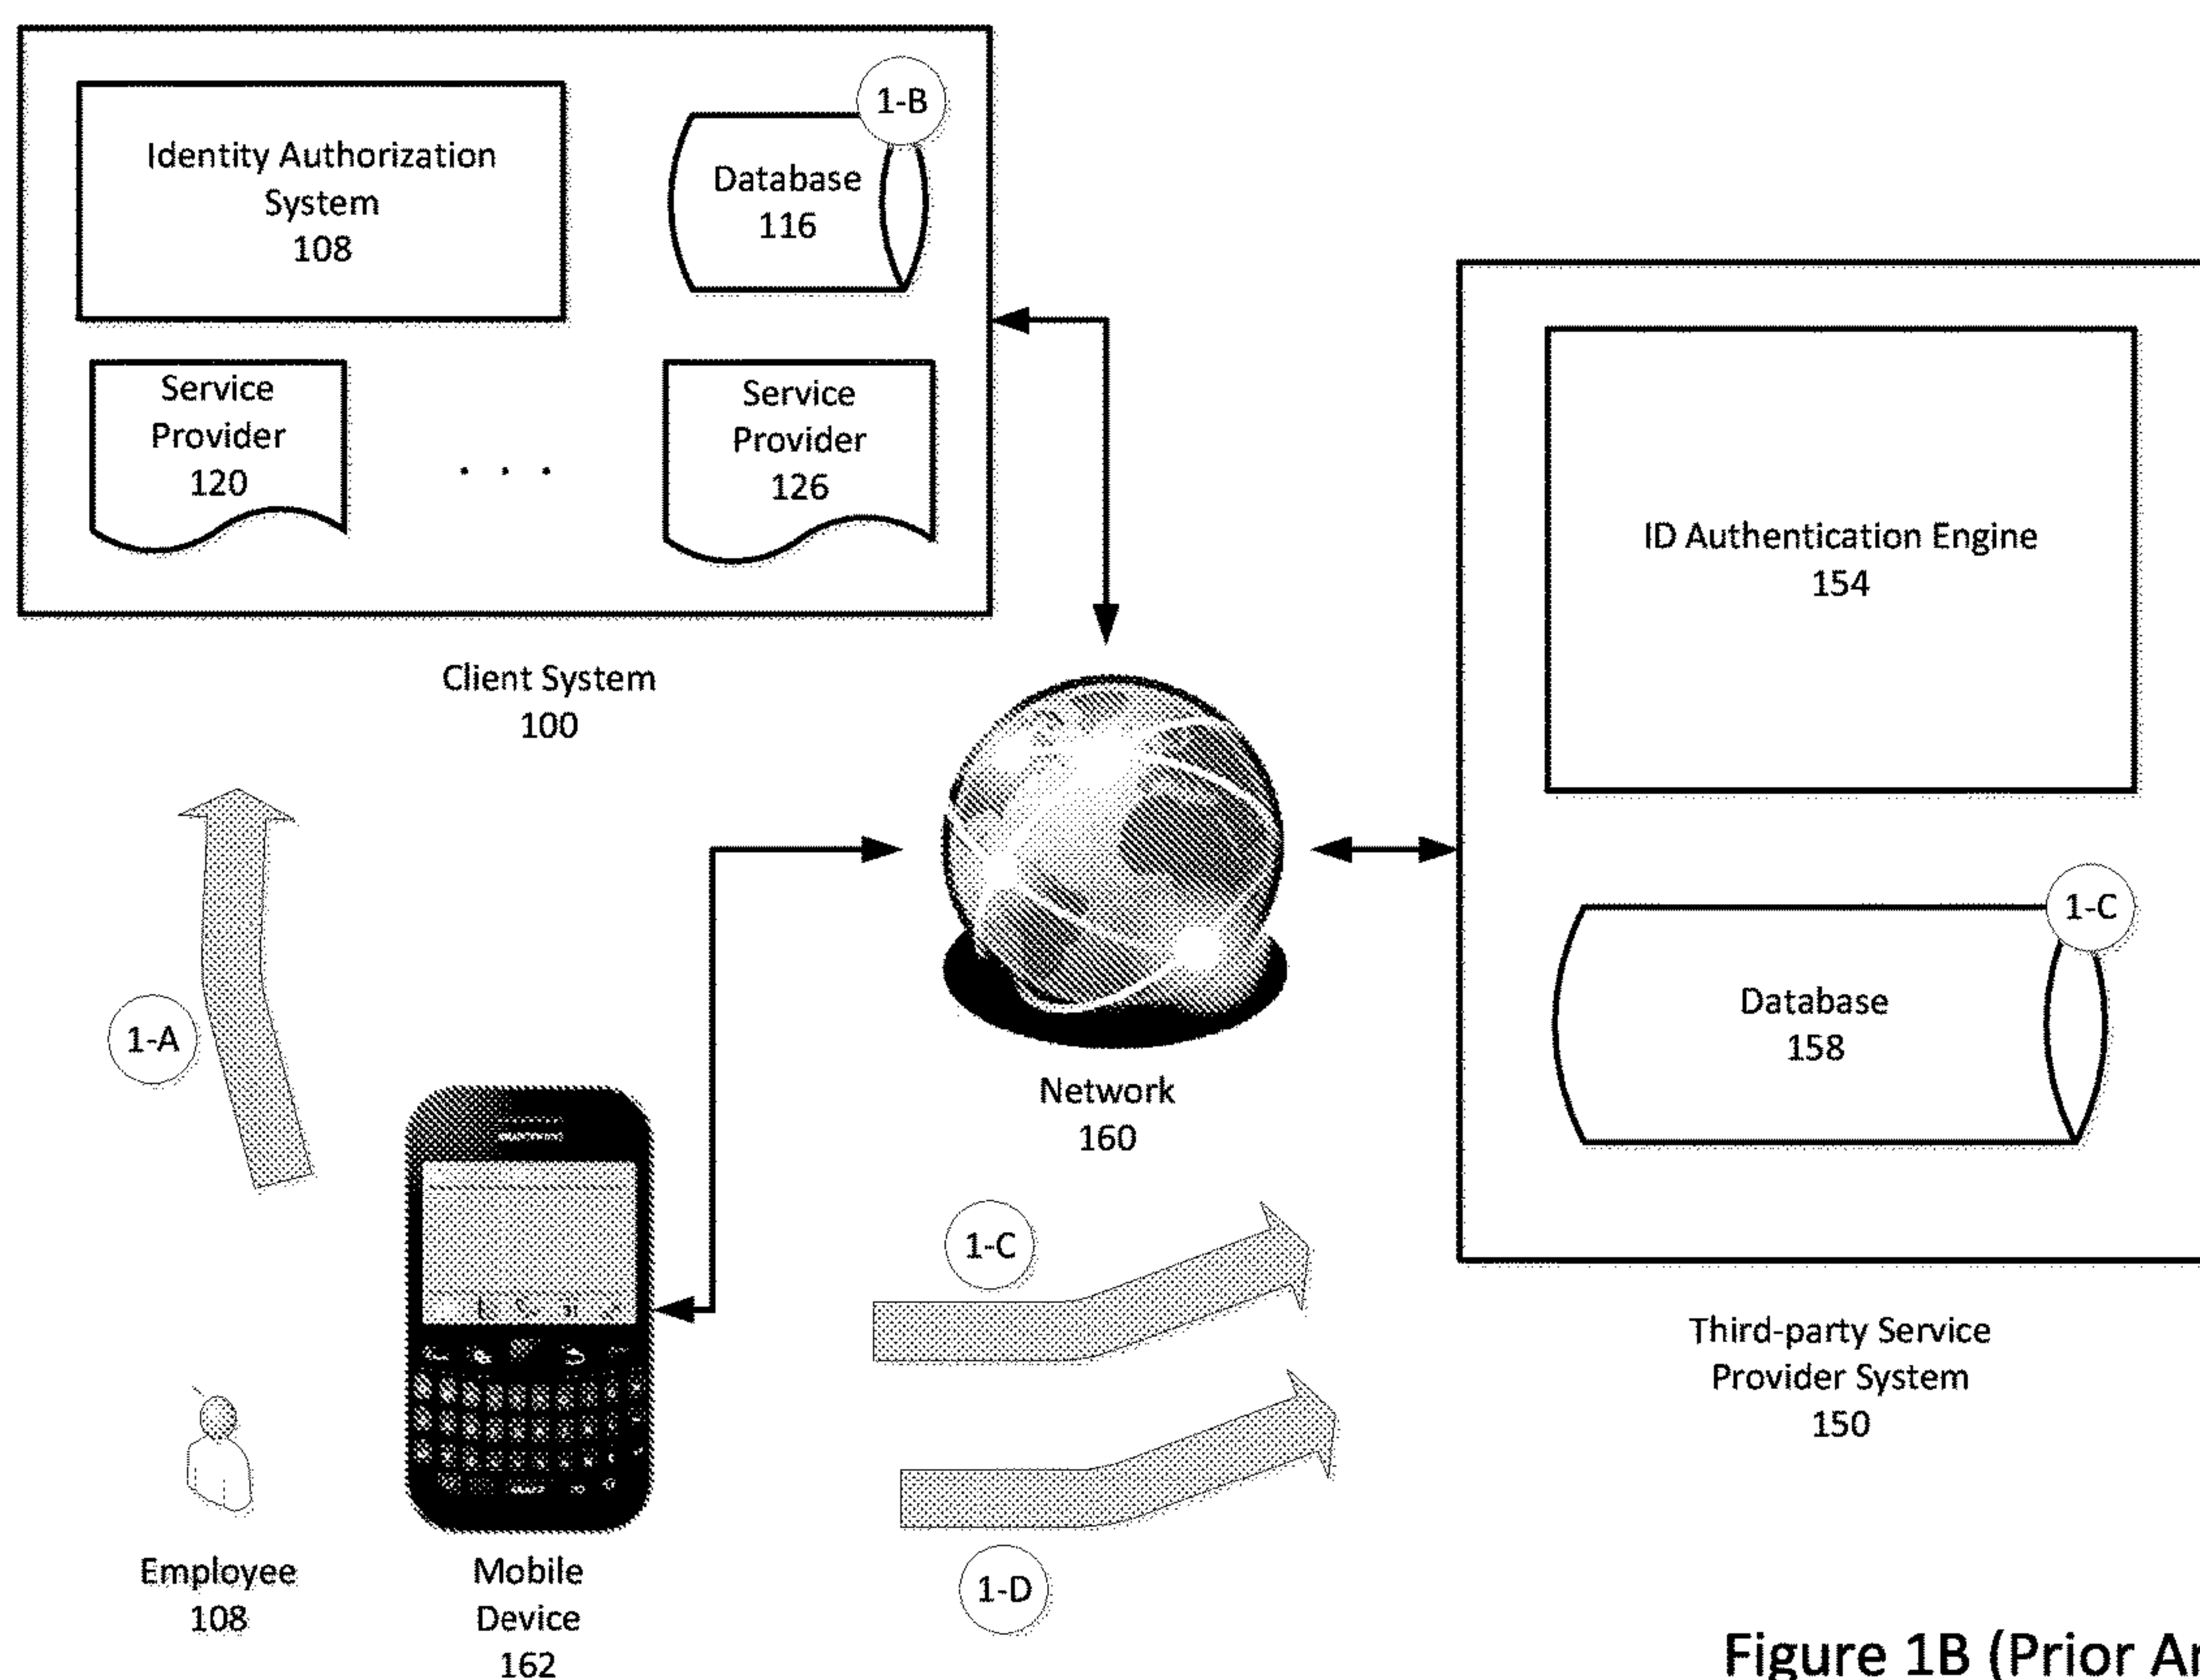 1-B
Identity Authorization
System
108
Database
116
Service
Provider
120
. . .
Service
Provider
126
Client System
100
ID Authentication Engine
154
1-C
Database
158
Third-party Service
Provider System
150
Network
160
1-A
1-C
1-D
Employee
108
Mobile
Device
162
Figure 1B (Prior Ar